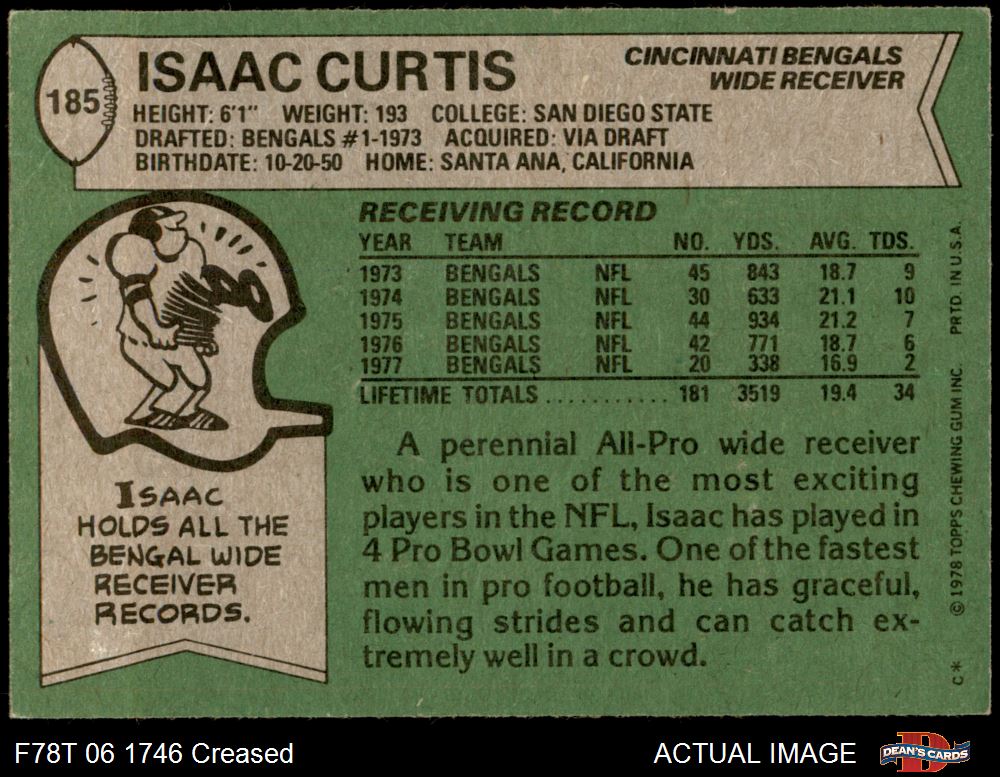 185
ISAAC CURTIS
CINCINNATI BENGALS
WIDE RECEIVER
HEIGHT: 6'1" WEIGHT: 193 COLLEGE: SAN DIEGO STATE
DRAFTED: BENGALS #1-1973 ACQUIRED: VIA DRAFT
BIRTHDATE: 10-20-50 HOME: SANTA ANA, CALIFORNIA
RECEIVING RECORD
YEAR TEAM NO. YDS. AVG. TDS.
1973 BENGALS NFL 45 843 18.7 9
1974 BENGALS NFL 30 633 21.1 10
1975 BENGALS NFL 44 934 21.2 7
1976 BENGALS NFL 42 771 18.7 6
1977 BENGALS NFL 20 338 16.9 2
LIFETIME TOTALS ........... 181 3519 19.4 34
ISAAC
HOLDS ALL THE
BENGAL WIDE
RECEIVER
RECORDS.
A perennial All-Pro wide receiver
who is one of the most exciting
players in the NFL, Isaac has played in
4 Pro Bowl Games. One of the fastest
men in pro football, he has graceful,
flowing strides and can catch ex-
tremely well in a crowd.
C* © 1978 TOPPS CHEWING GUM INC. PRTD. IN U.S.A.
F78T 06 1746 Creased
ACTUAL IMAGE
DEAN'S CARDS